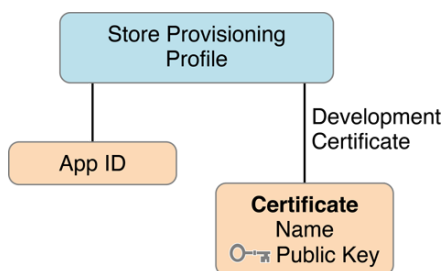 Store Provisioning
Profile
Development
Certificate
App ID
Certificate
Name
Public Key